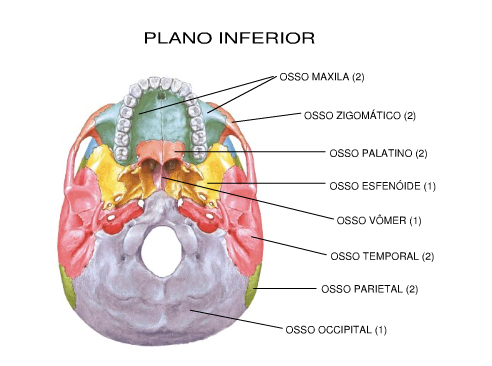 PLANO INFERIOR
OSSO MAXILA (2)
OSSO ZIGOMÁTICO (2)
OSSO PALATINO (2)
OSSO ESFENÓIDE (1)
OSSO VÔMER (1)
OSSO TEMPORAL (2)
OSSO PARIETAL (2)
OSSO OCCIPITAL (1)